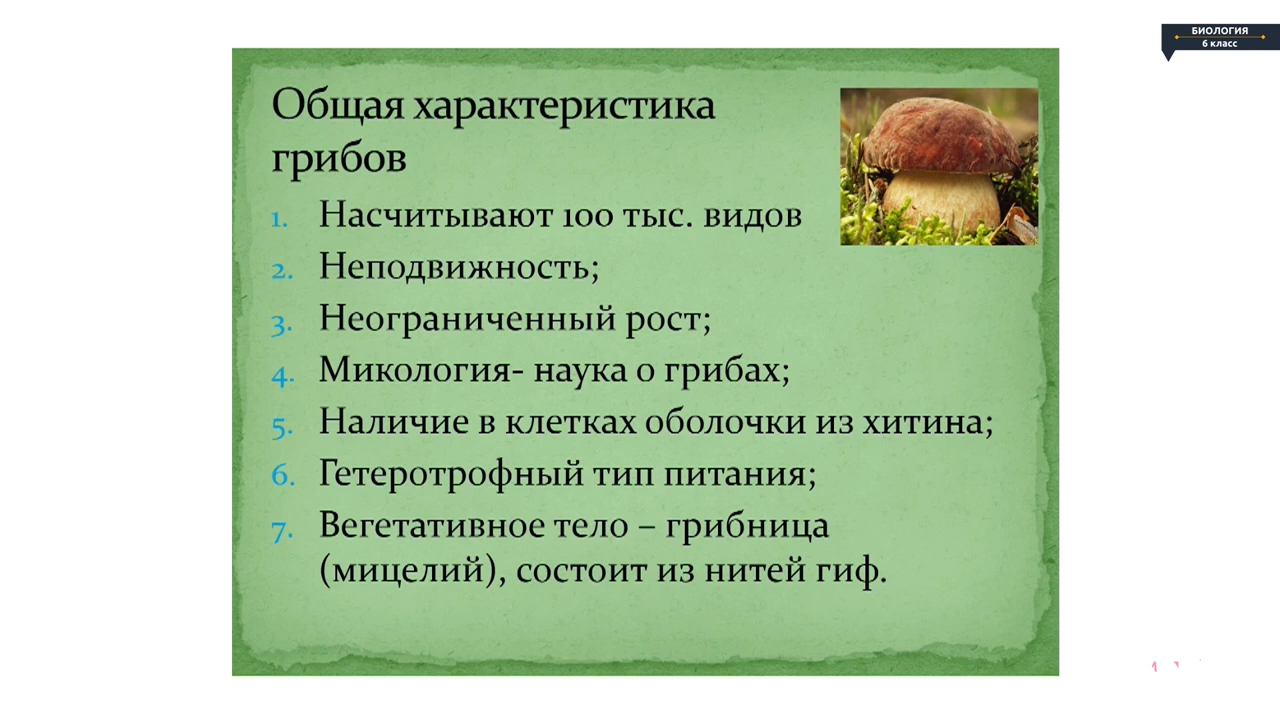 БИОЛОГИЯ
6 класс
Общая характеристика
грибов
1. Насчитывают 100 тыс. видов
2. Неподвижность;
3. Неограниченный рост;
4. Микология- наука о грибах;
5. Наличие в клетках оболочки из хитина;
6. Гетеротрофный тип питания;
7. Вегетативное тело – грибница
(мицелий), состоит из нитей гиф.